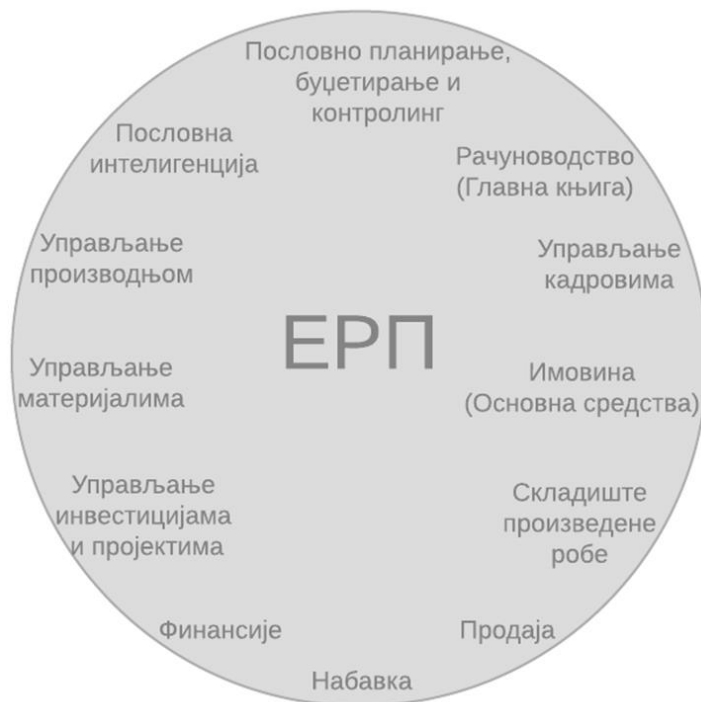 Пословно планирање,
буџетирање и
контролинг
Пословна
интелигенција
Рачуноводство
(Главна књига)
Управљање
производњом
Управљање
кадровима
ЕРП
Управљање
материјалима
Имовина
(Основна средства)
Управљање
инвестицијама
и пројектима
Складиште
произведене
робе
Финансије
Продаја
Набавка